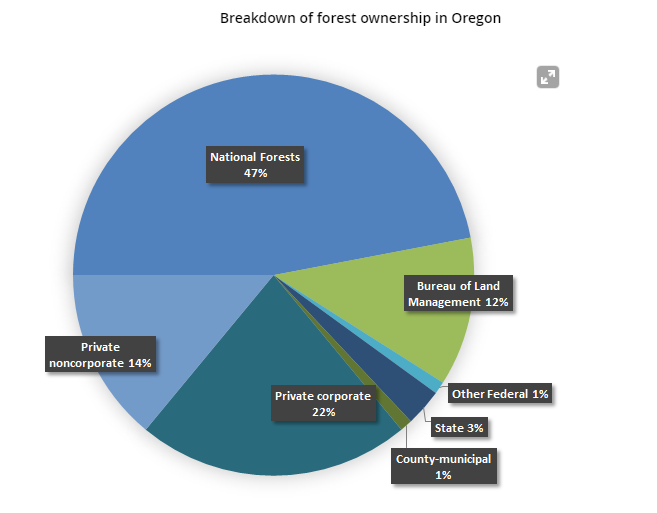 Breakdown of forest ownership in Oregon
National Forests
47%
Bureau of Land
Management 12%
Private
noncorporate 14%
Private corporate
22%
Other Federal 1%
State 3%
County-municipal
1%